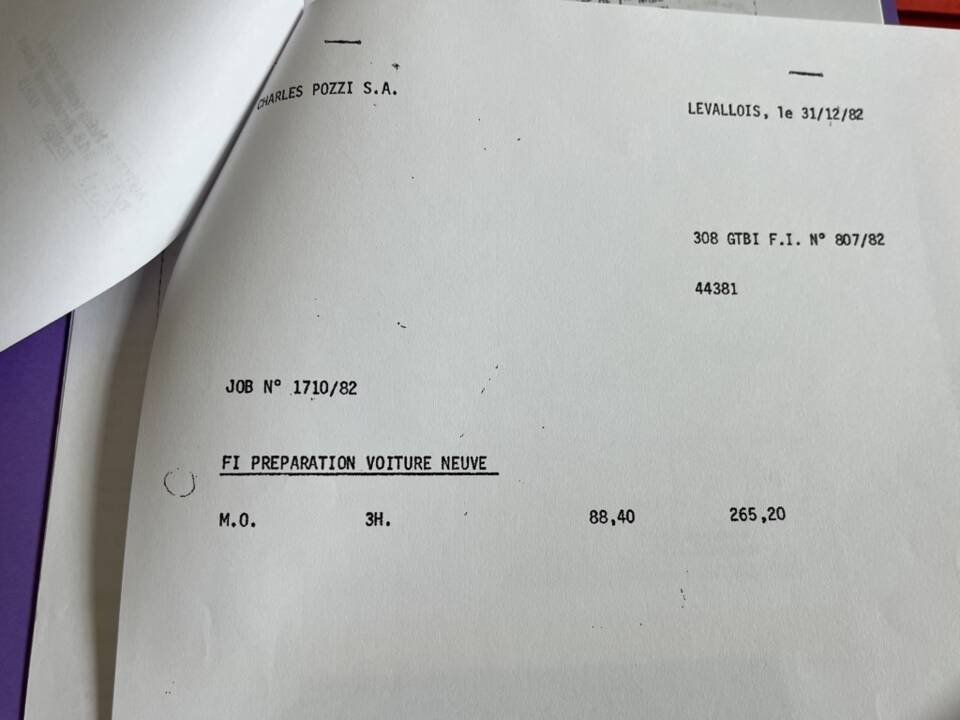 CHARLES POZZI S.A.
LEVALLOIS, le 31/12/82
308 GTBI F.I. N° 807/82
44381
JOB N° 1710/82
FI PREPARATION VOITURE NEUVE
M.O. 3H. 88,40 265,20